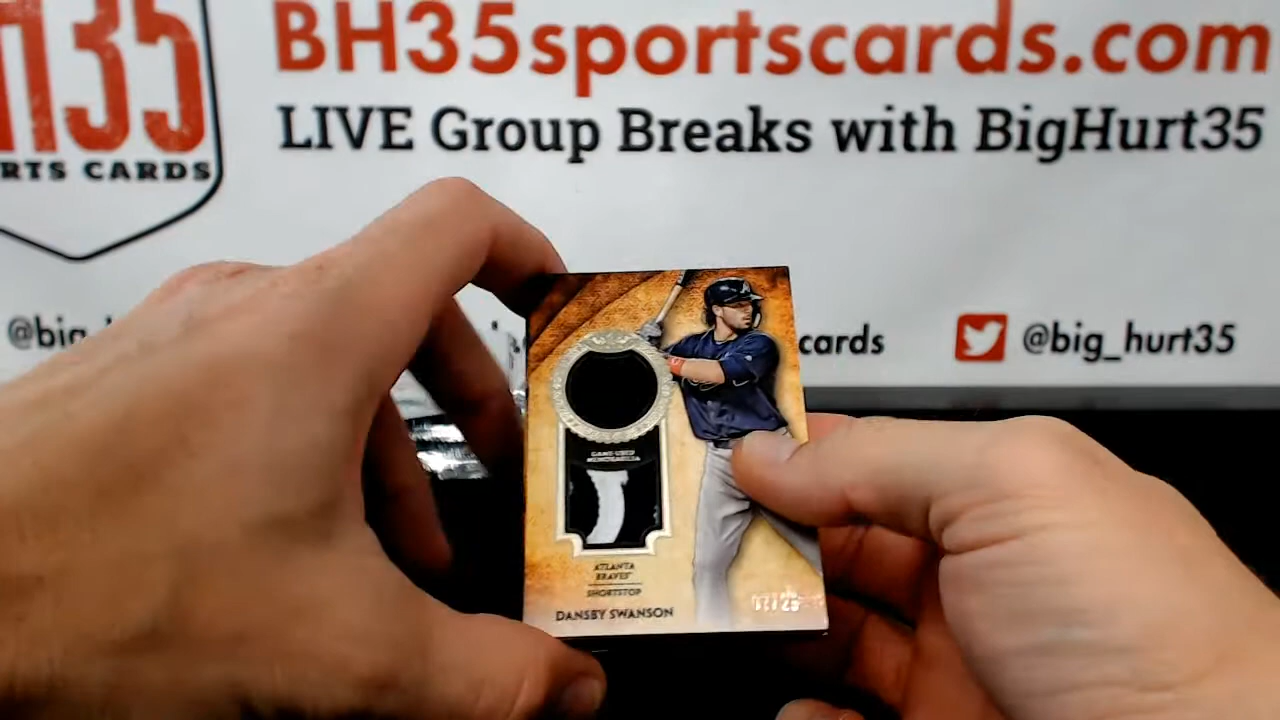 35
RTS CARDS
BH35sportscards.com
LIVE Group Breaks with BigHurt35
cards
@big_hurt35
GAME-USED
MEMORABILIA
ATLANTA
BRAVES
SHORTSTOP
DANSBY SWANSON